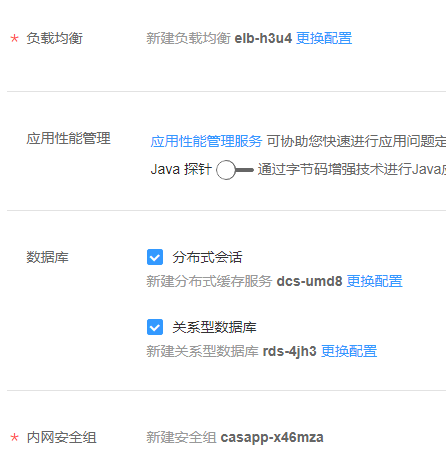 * 负载均衡 新建负载均衡 elb-h3u4 更换配置
应用性能管理 应用性能管理服务 可协助您快速进行应用问题定
Java 探针 通过字节码增强技术进行Java
数据库 分布式会话
新建分布式缓存服务 dcs-umd8 更换配置
关系型数据库
新建关系型数据库 rds-4jh3 更换配置
* 内网安全组 新建安全组 casapp-x46mza